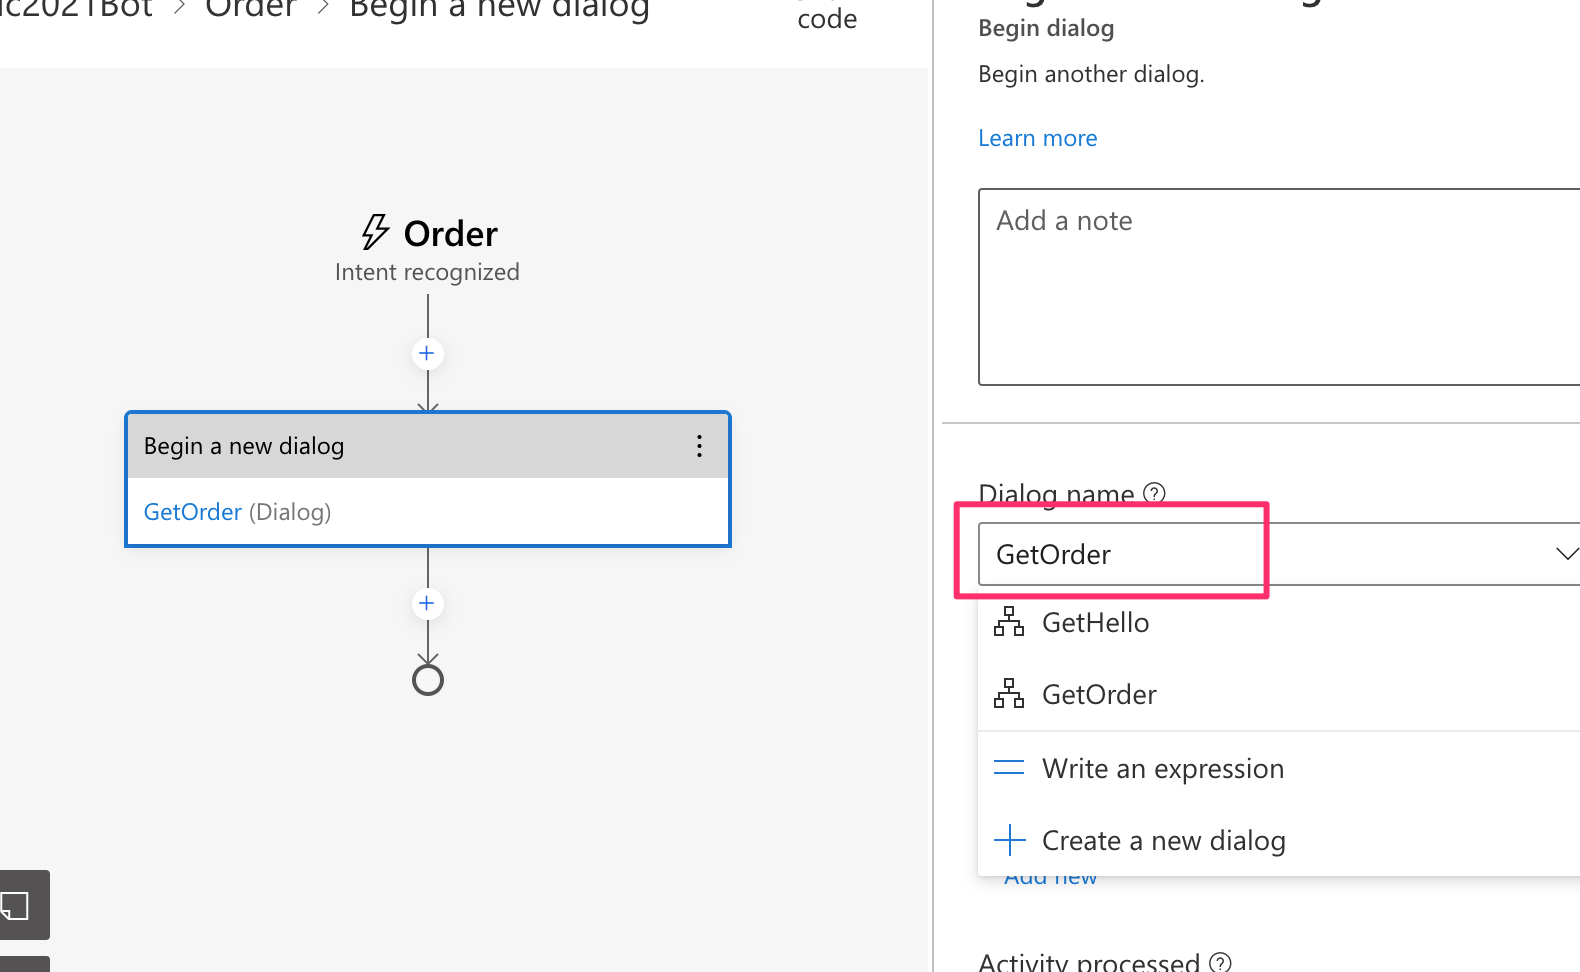 Order > Begin a new dialog
code
Order
Intent recognized
Begin a new dialog
GetOrder (Dialog)
Begin dialog
Begin another dialog.
Learn more
Add a note
Dialog name
GetOrder
GetHello
GetOrder
Write an expression
Create a new dialog
Add new
Activity processed